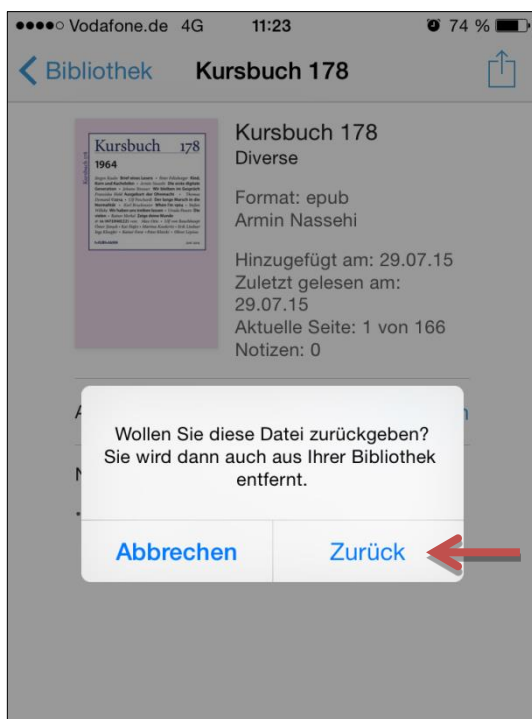 Vodafone.de 4G 11:23 74 %
Bibliothek Kursbuch 178
Kursbuch 178
Kursbuch 178
1964
Kursbuch 178
Diverse
Format: epub
Armin Nassehi
Hinzugefügt am: 29.07.15
Zuletzt gelesen am:
29.07.15
Aktuelle Seite: 1 von 166
Notizen: 0
Wollen Sie diese Datei zurückgeben?
Sie wird dann auch aus Ihrer Bibliothek
entfernt.
Abbrechen Zurück